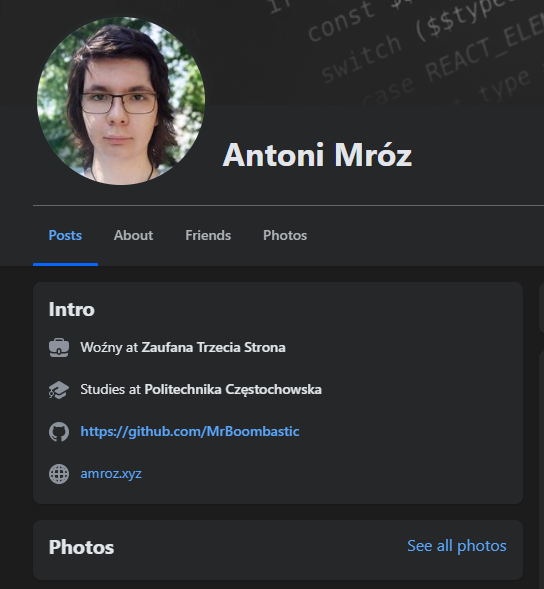 const $
switch ($$type
case REACT_ELE
type
Antoni Mróz
Posts About Friends Photos
Intro
Woźny at Zaufana Trzecia Strona
Studies at Politechnika Częstochowska
https://github.com/MrBoombastic
amroz.xyz
Photos See all photos